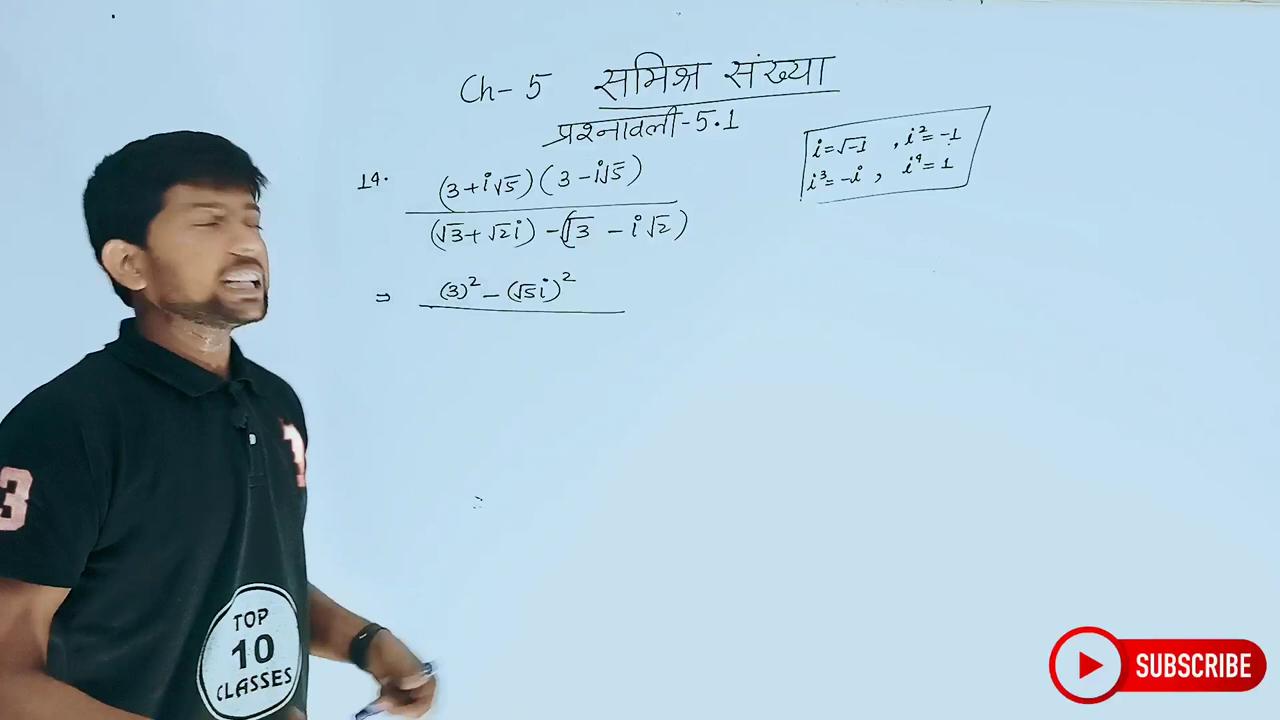 Ch- 5 समिश्र संख्या
प्रश्नावली-5.1
i=√-1 , i²= -1
i³= -i , i⁴= 1
14. (3+i√5)(3-i√5)
(√3+√2i) -(√3 - i√2)
⇒ (3)² - (√5i)²
3
TOP
10
CLASSES
SUBSCRIBE